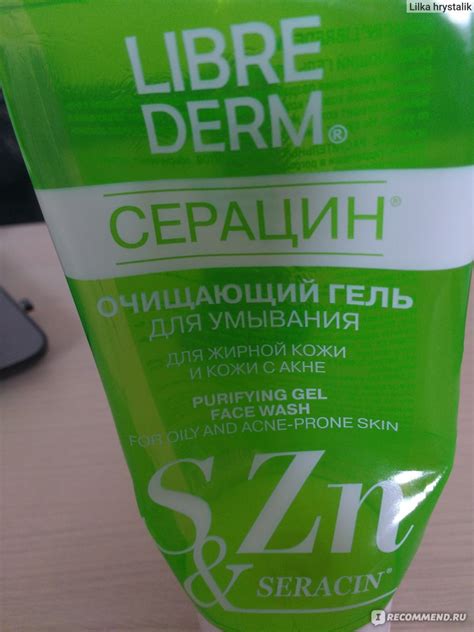 Lilka hrystalik
LIBRE
DERM®
СЕРАЦИН®
ОЧИЩАЮЩИЙ ГЕЛЬ
ДЛЯ УМЫВАНИЯ
ДЛЯ ЖИРНОЙ КОЖИ
И КОЖИ С АКНЕ
PURIFYING GEL
FACE WASH
FOR OILY AND ACNE-PRONE SKIN
S Zn
& SERACIN®
IRECOMMEND.RU